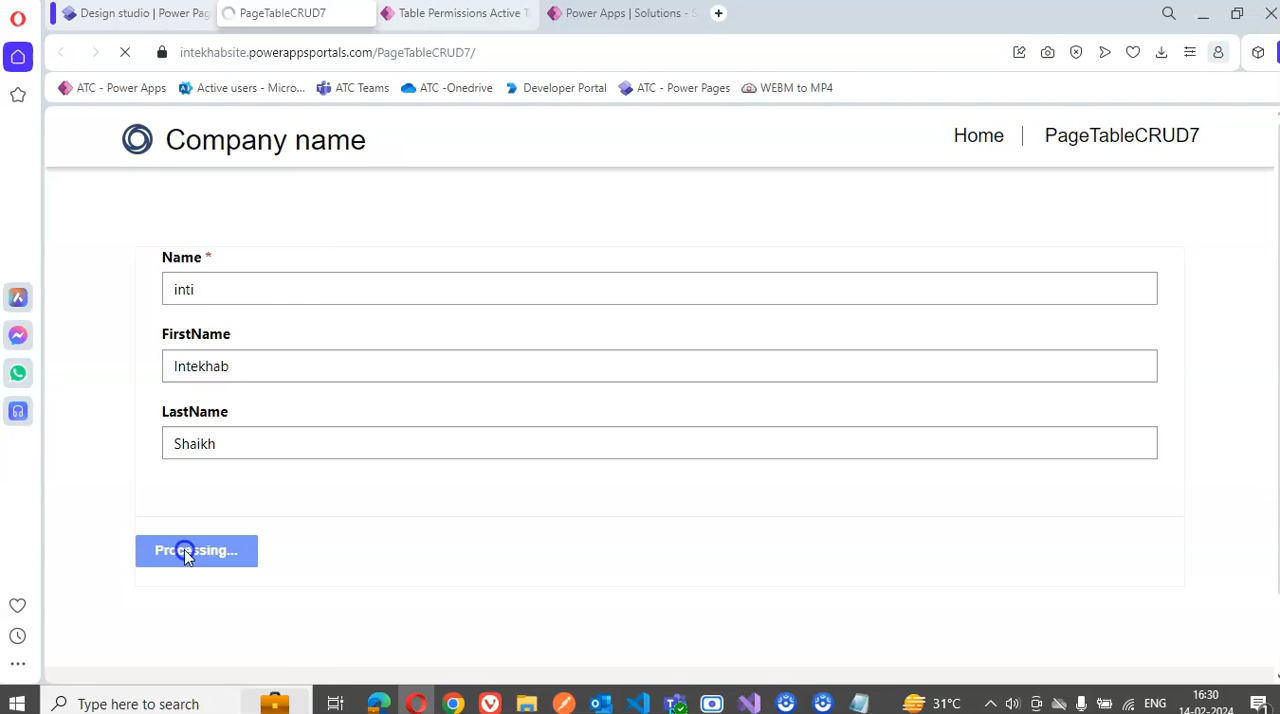 Design studio | Power Pag
PageTableCRUD7
Table Permissions Active T
Power Apps | Solutions - S
intekhabsite.powerappsportals.com/PageTableCRUD7/
ATC - Power Apps
Active users - Micro...
ATC Teams
ATC -Onedrive
Developer Portal
ATC - Power Pages
WEBM to MP4
Company name
Home
PageTableCRUD7
Name *
inti
FirstName
Intekhab
LastName
Shaikh
Processing...
Type here to search
31°C
ENG
16:30
14-02-2024